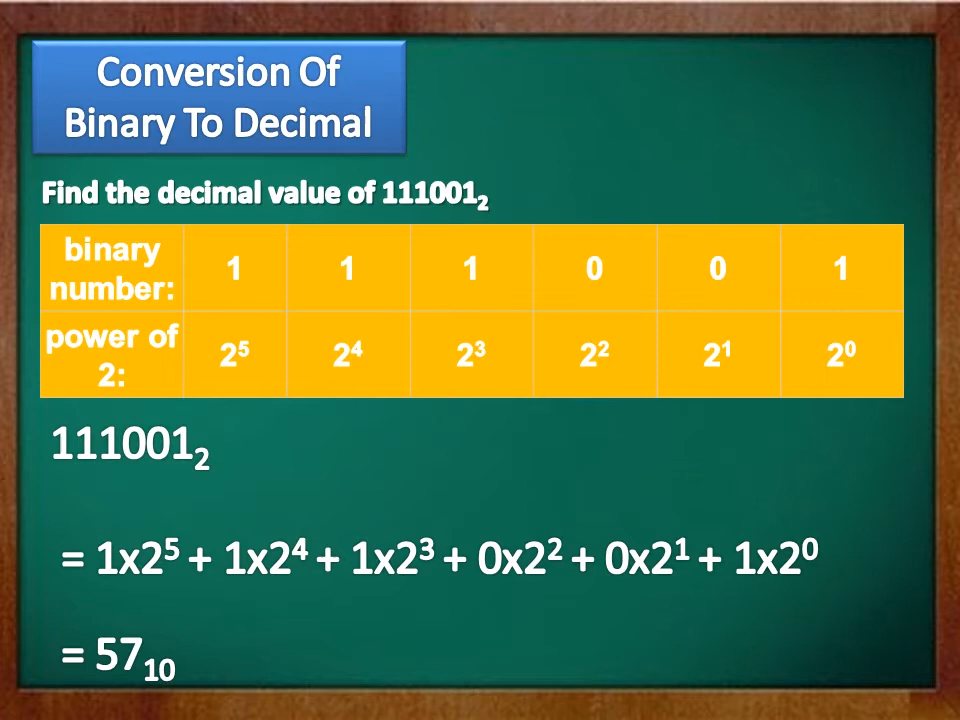 Conversion Of
Binary To Decimal
Find the decimal value of 111001₂
binary number: 1 1 1 0 0 1
power of 2: 2⁵ 2⁴ 2³ 2² 2¹ 2⁰
111001₂
= 1x2⁵ + 1x2⁴ + 1x2³ + 0x2² + 0x2¹ + 1x2⁰
= 57₁₀